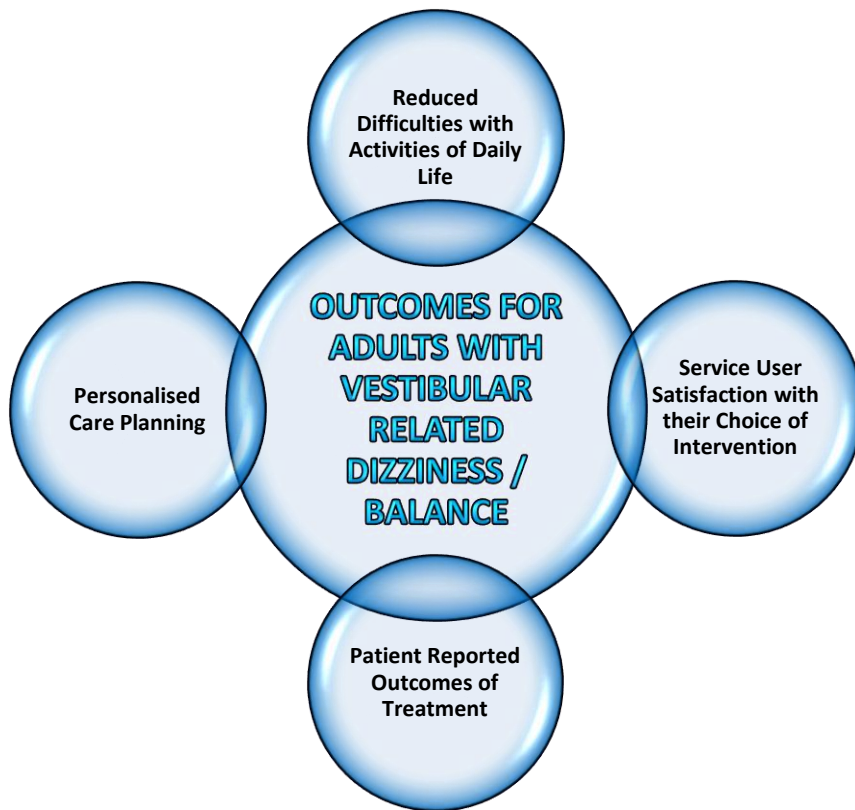 Reduced
Difficulties with
Activities of Daily
Life
OUTCOMES FOR
ADULTS WITH
VESTIBULAR
RELATED
DIZZINESS /
BALANCE
Personalised
Care Planning
Service User
Satisfaction with
their Choice of
Intervention
Patient Reported
Outcomes of
Treatment